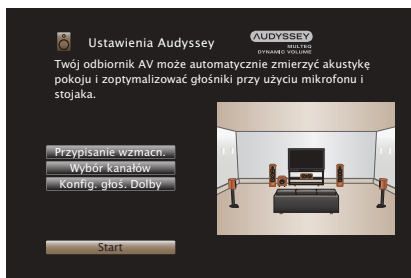 Ustawienia Audyssey
AUDYSSEY
MULTEQ
DYNAMIC VOLUME
Twój odbiornik AV może automatycznie zmierzyć akustykę
pokoju i zoptymalizować głośniki przy użyciu mikrofonu i
stojaka.
Przypisanie wzmacn.
Wybór kanałów
Konfig. głoś. Dolby
Start